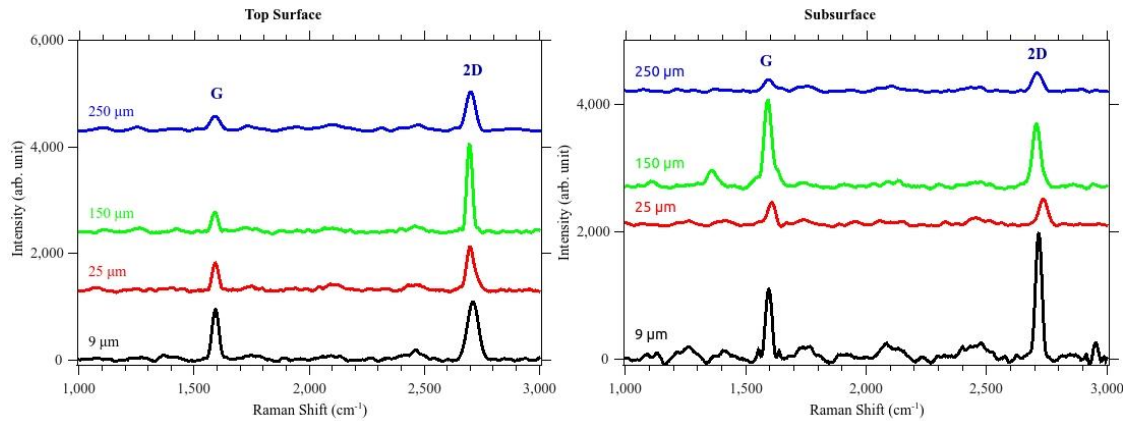 Top Surface
6,000
4,000
2,000
0
Intensity (arb. unit)
G
2D
250 μm
150 μm
25 μm
9 μm
1,000 1,500 2,000 2,500 3,000
Raman Shift (cm⁻¹)
Subsurface
4,000
2,000
0
Intensity (arb. unit)
G
2D
250 μm
150 μm
25 μm
9 μm
1,000 1,500 2,000 2,500 3,000
Raman Shift (cm⁻¹)